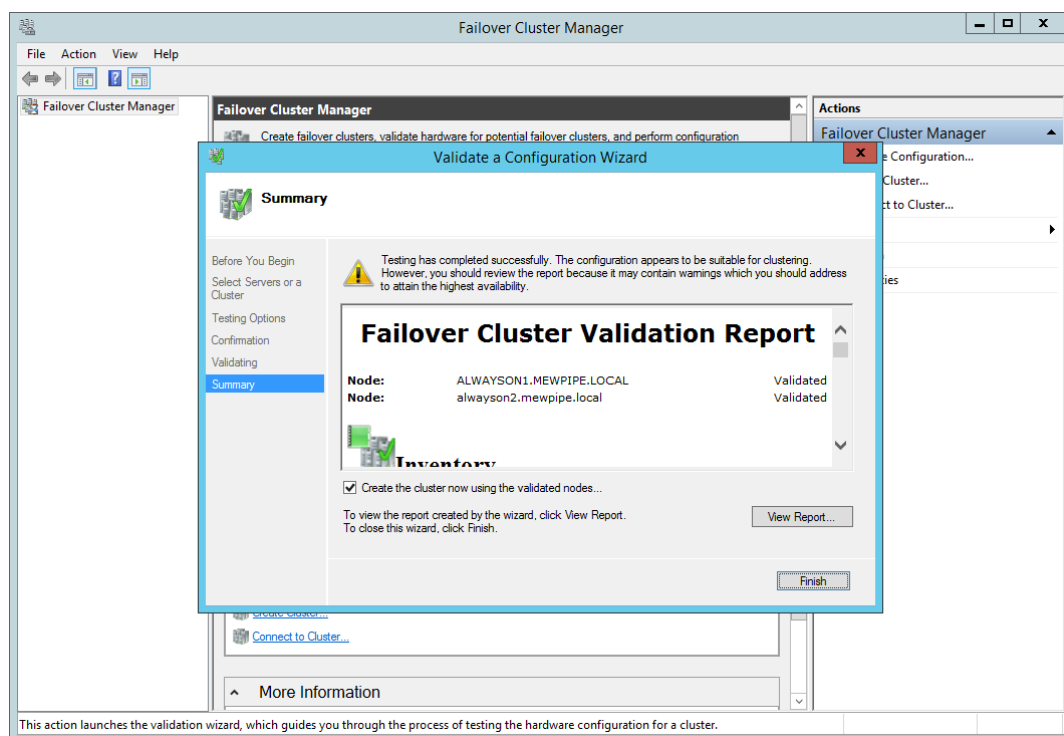 Failover Cluster Manager
x
File Action View Help
Failover Cluster Manager
Failover Cluster Manager
Create failover clusters, validate hardware for potential failover clusters, and perform configuration
Actions
Failover Cluster Manager
Configuration...
Cluster...
to Cluster...
Validate a Configuration Wizard
x
Summary
Before You Begin
Select Servers or a
Cluster
Testing Options
Confirmation
Validating
Summary
Testing has completed successfully. The configuration appears to be suitable for clustering.
However, you should review the report because it may contain warnings which you should address
to attain the highest availability.
Failover Cluster Validation Report
Node: ALWAYSON1.MEWPIPE.LOCAL Validated
Node: alwayson2.mewpipe.local Validated
Inventory
Create the cluster now using the validated nodes...
To view the report created by the wizard, click View Report.
To close this wizard, click Finish.
View Report...
Finish
Create Cluster...
Connect to Cluster...
More Information
This action launches the validation wizard, which guides you through the process of testing the hardware configuration for a cluster.